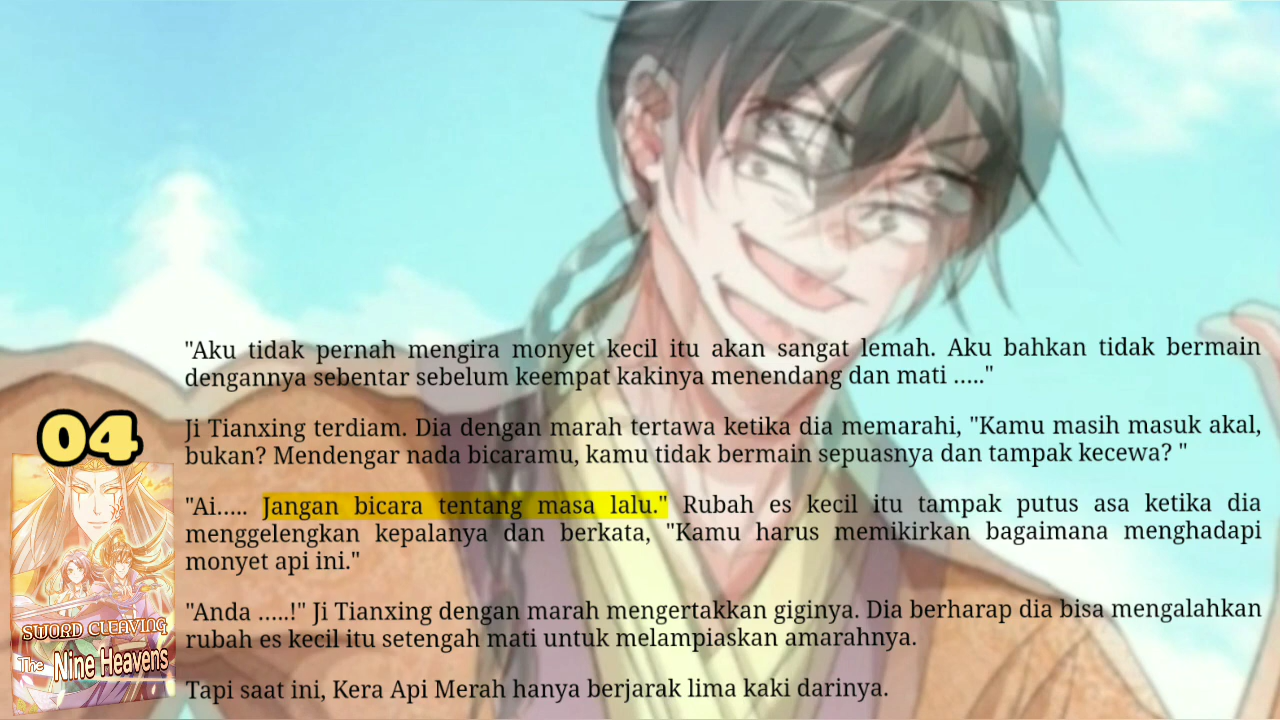 "Aku tidak pernah mengira monyet kecil itu akan sangat lemah. Aku bahkan tidak bermain
dengannya sebentar sebelum keempat kakinya menendang dan mati ....."
Ji Tianxing terdiam. Dia dengan marah tertawa ketika dia memarahi, "Kamu masih masuk akal,
bukan? Mendengar nada bicaramu, kamu tidak bermain sepuasnya dan tampak kecewa? "
"Ai..... Jangan bicara tentang masa lalu." Rubah es kecil itu tampak putus asa ketika dia
menggelengkan kepalanya dan berkata, "Kamu harus memikirkan bagaimana menghadapi
monyet api ini."
"Anda .....!" Ji Tianxing dengan marah mengertakkan giginya. Dia berharap dia bisa mengalahkan
rubah es kecil itu setengah mati untuk melampiaskan amarahnya.
Tapi saat ini, Kera Api Merah hanya berjarak lima kaki darinya.
04
SWORD CLEAVING
The Nine Heavens